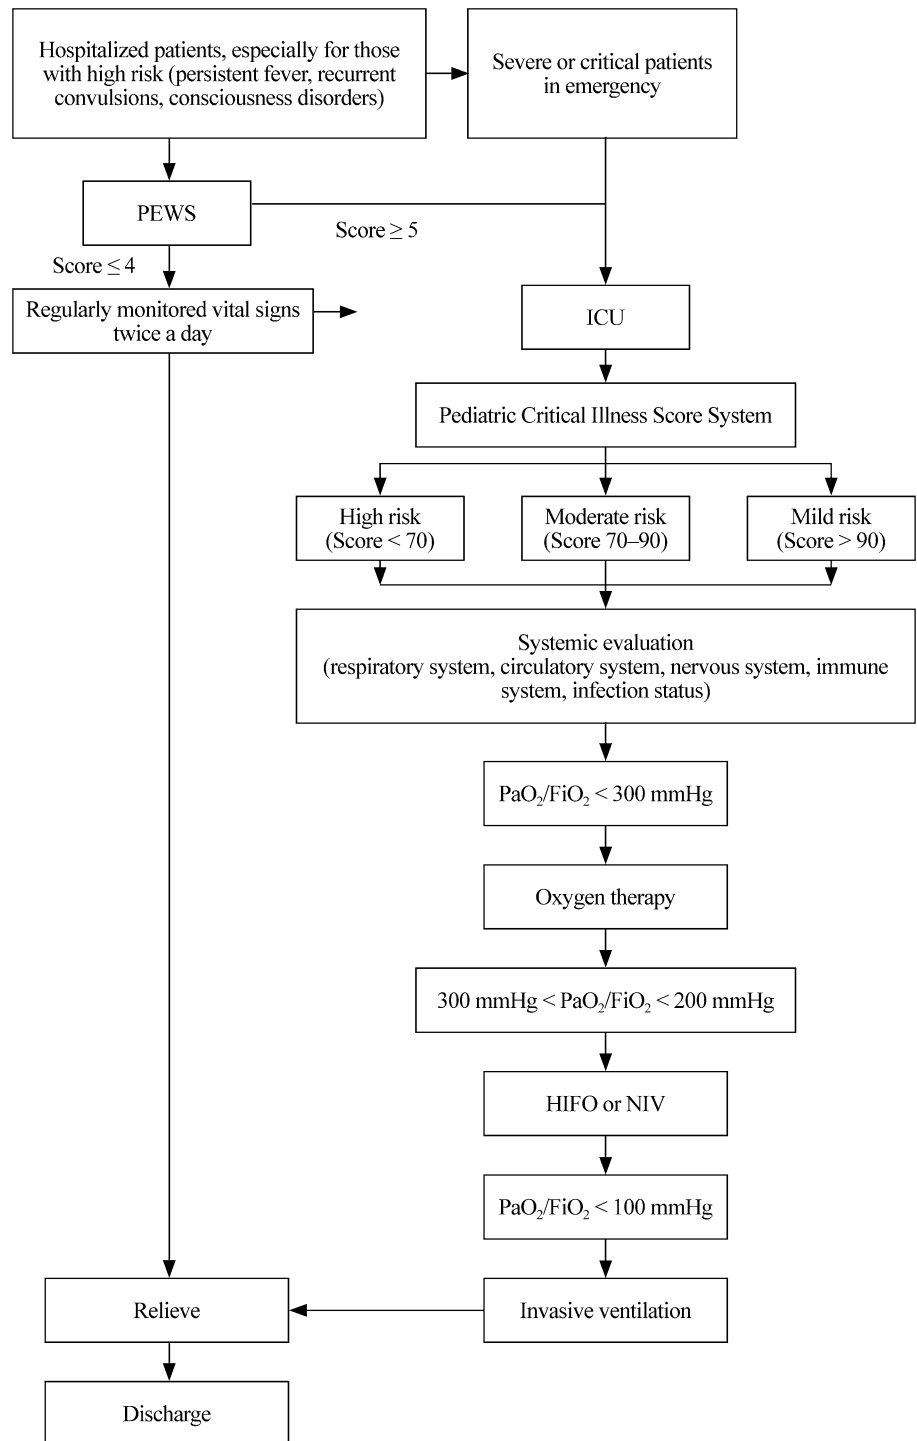 Hospitalized patients, especially for those
with high risk (persistent fever, recurrent
convulsions, consciousness disorders)
Severe or critical patients
in emergency
PEWS
Score ≥ 5
Score ≤ 4
Regularly monitored vital signs
twice a day
ICU
Pediatric Critical Illness Score System
High risk
(Score < 70)
Moderate risk
(Score 70–90)
Mild risk
(Score > 90)
Systemic evaluation
(respiratory system, circulatory system, nervous system, immune
system, infection status)
PaO₂/FiO₂ < 300 mmHg
Oxygen therapy
300 mmHg < PaO₂/FiO₂ < 200 mmHg
HIFO or NIV
PaO₂/FiO₂ < 100 mmHg
Relieve
Invasive ventilation
Discharge